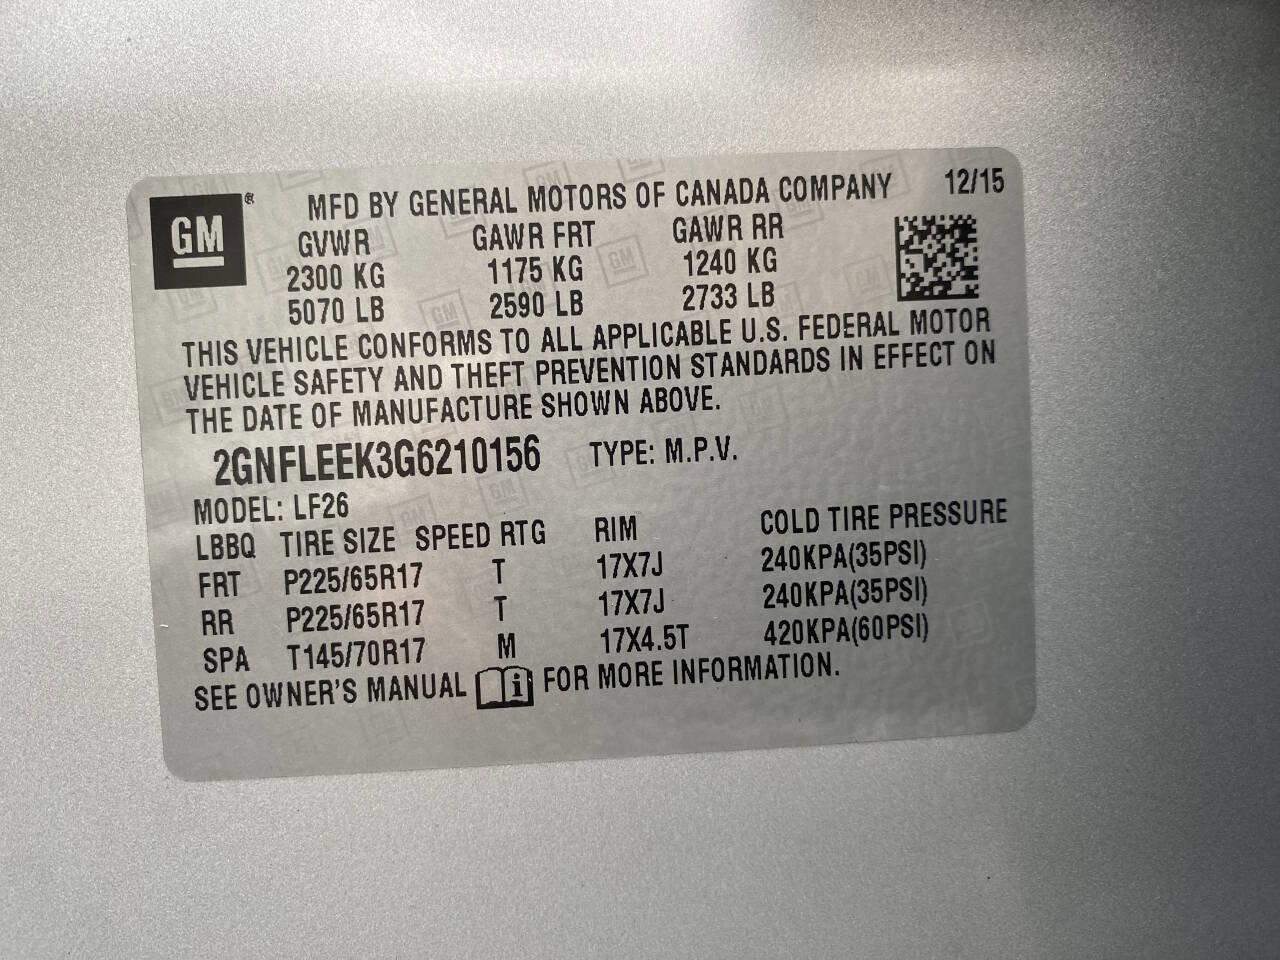 GM ® MFD BY GENERAL MOTORS OF CANADA COMPANY 12/15
GVWR GAWR FRT GAWR RR
2300 KG 1175 KG 1240 KG
5070 LB 2590 LB 2733 LB
THIS VEHICLE CONFORMS TO ALL APPLICABLE U.S. FEDERAL MOTOR
VEHICLE SAFETY AND THEFT PREVENTION STANDARDS IN EFFECT ON
THE DATE OF MANUFACTURE SHOWN ABOVE.
2GNFLEEK3G6210156 TYPE: M.P.V.
MODEL: LF26
LBBQ TIRE SIZE SPEED RTG RIM COLD TIRE PRESSURE
FRT P225/65R17 T 17X7J 240KPA(35PSI)
RR P225/65R17 T 17X7J 240KPA(35PSI)
SPA T145/70R17 M 17X4.5T 420KPA(60PSI)
SEE OWNER'S MANUAL i FOR MORE INFORMATION.